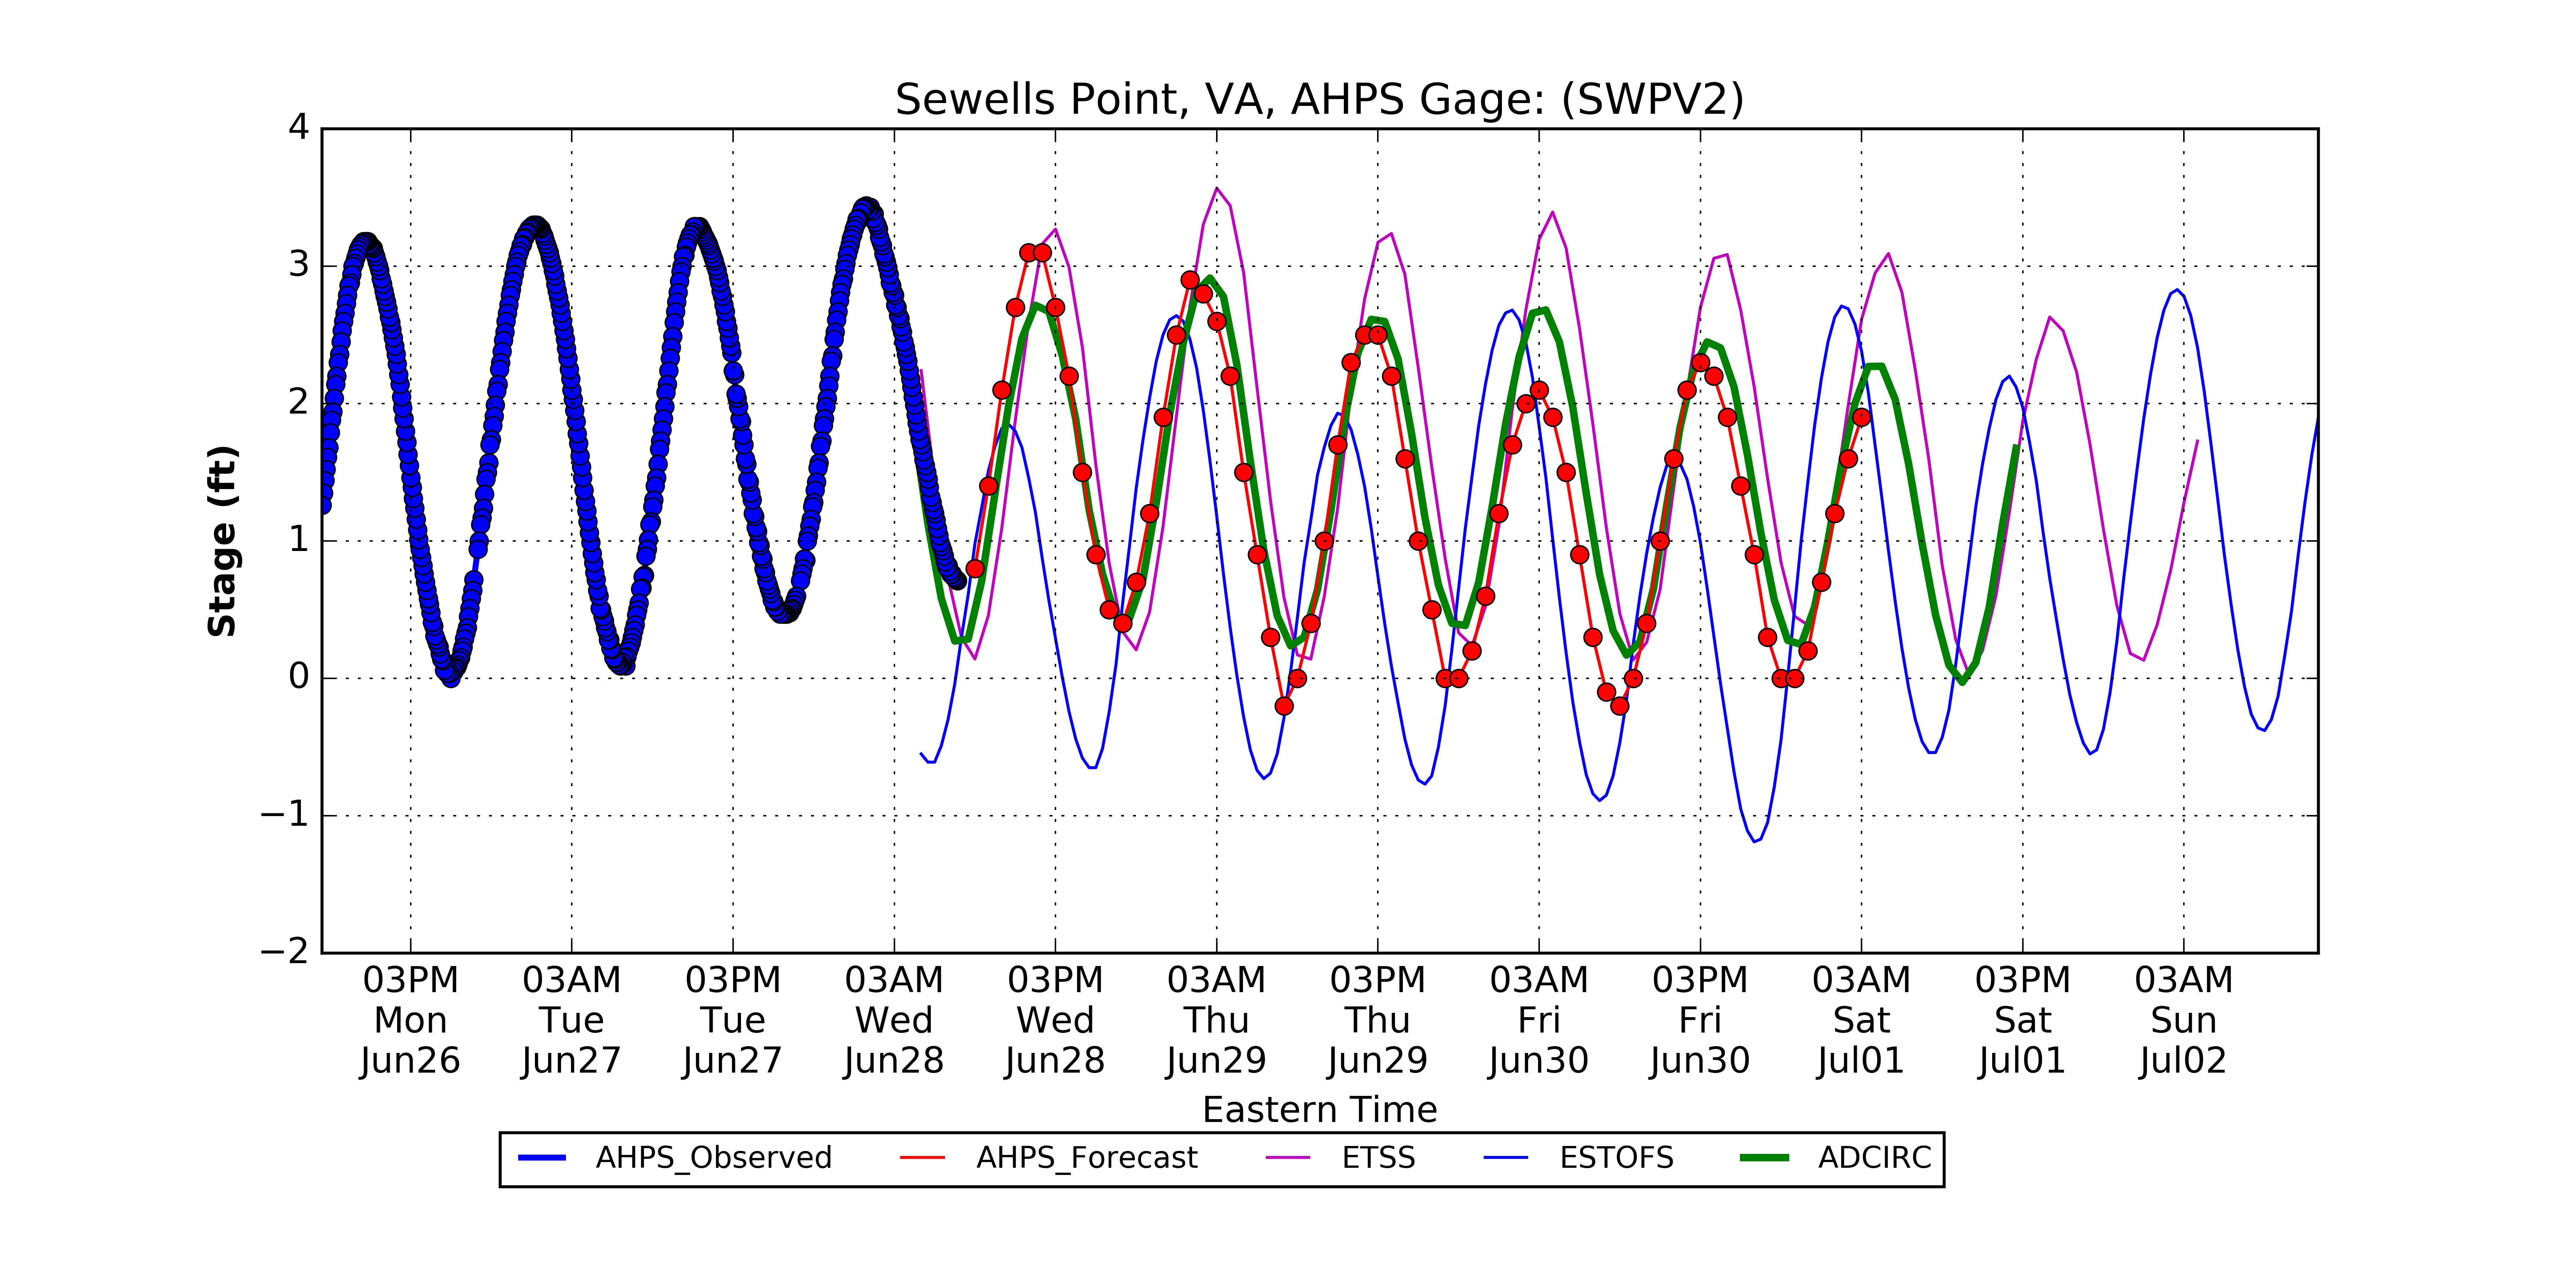 Sewells Point, VA, AHPS Gage: (SWPV2)
4
3
2
1
0
−1
−2
Stage (ft)
03PM 03AM 03PM 03AM 03PM 03AM 03PM 03AM 03PM 03AM 03PM 03AM
Mon Tue Tue Wed Wed Thu Thu Fri Fri Sat Sat Sun
Jun26 Jun27 Jun27 Jun28 Jun28 Jun29 Jun29 Jun30 Jun30 Jul01 Jul01 Jul02
Eastern Time
AHPS_Observed AHPS_Forecast ETSS ESTOFS ADCIRC